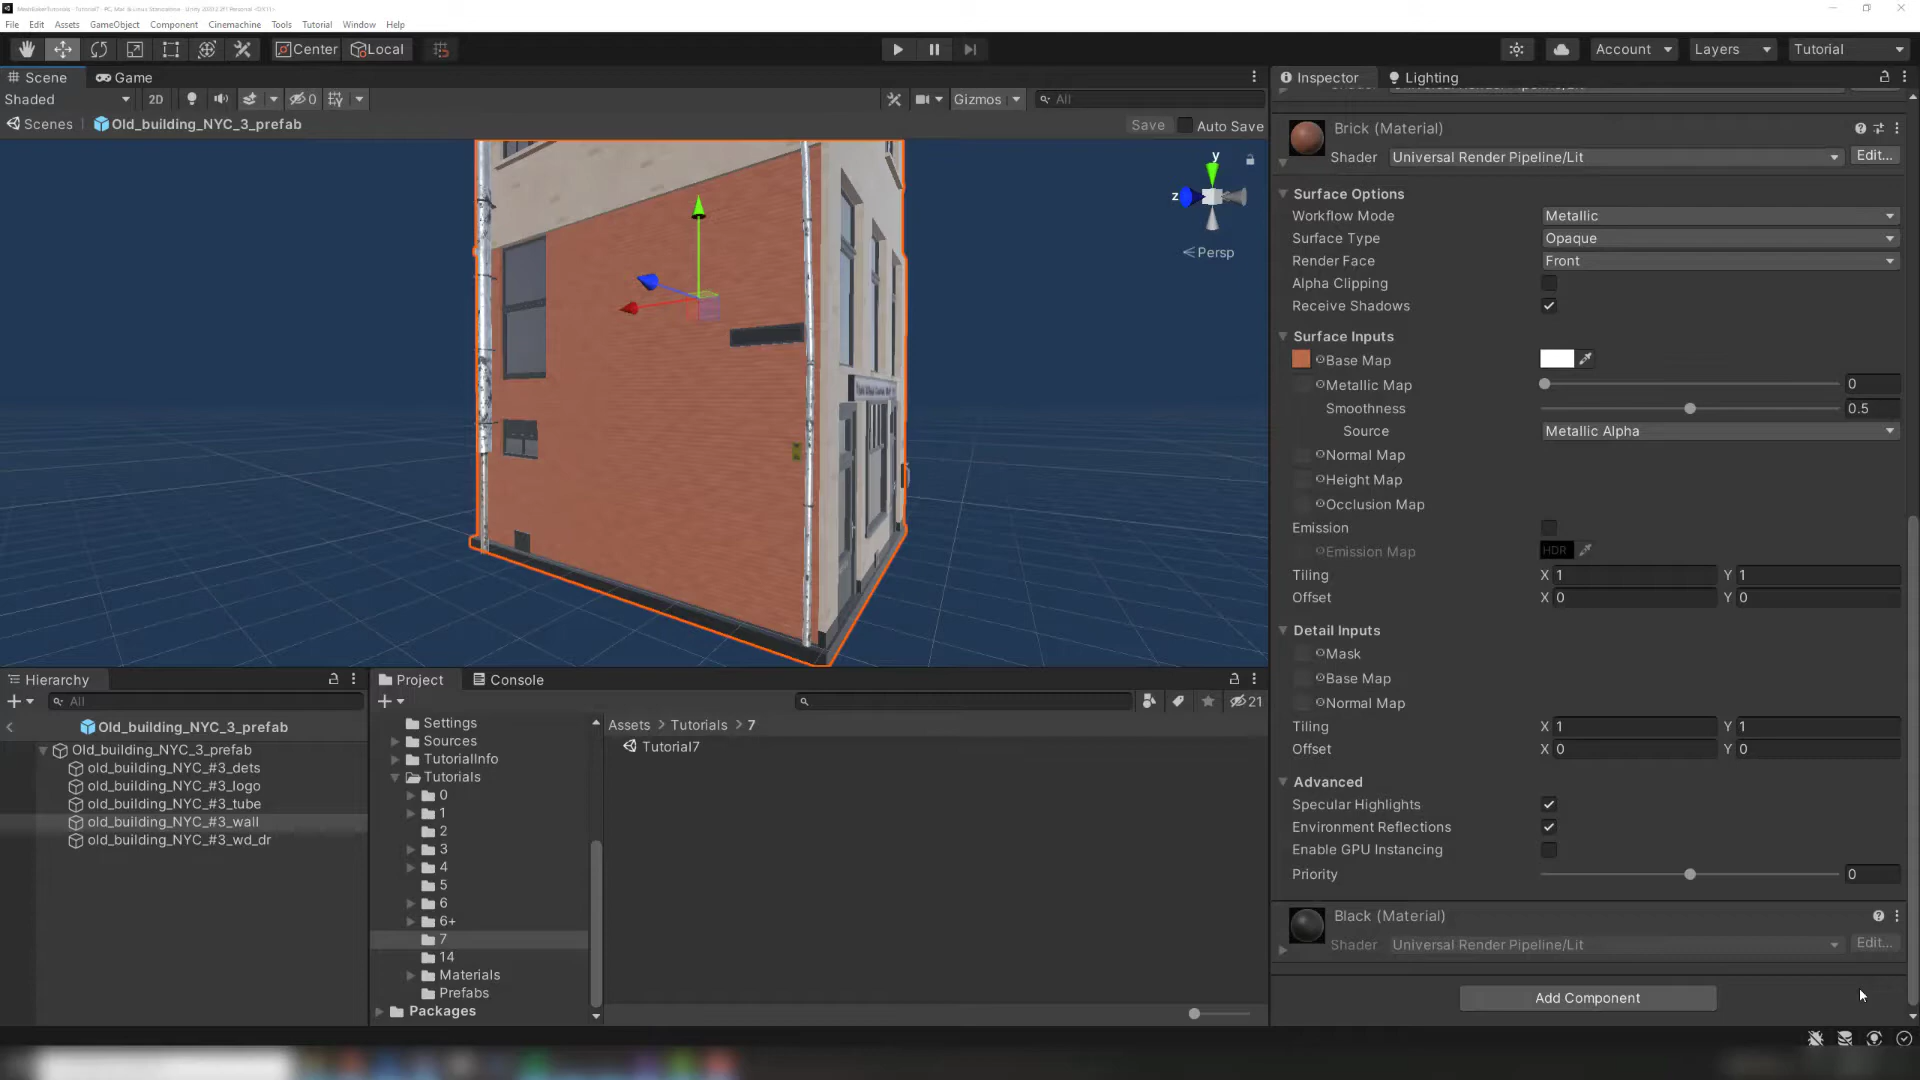 File Edit Assets GameObject Component Cinemachine Tools Tutorial Window Help
Center Local
Account Layers Tutorial
Scene Game
Inspector Lighting
Shaded 2D 0 Gizmos All
Scenes Old_building_NYC_3_prefab
Save Auto Save
y
z
Persp
Brick (Material)
Shader Universal Render Pipeline/Lit Edit...
Surface Options
Workflow Mode Metallic
Surface Type Opaque
Render Face Front
Alpha Clipping
Receive Shadows
Surface Inputs
Base Map
Metallic Map 0
Smoothness 0.5
Source Metallic Alpha
Normal Map
Height Map
Occlusion Map
Emission
Emission Map HDR
Tiling X 1 Y 1
Offset X 0 Y 0
Detail Inputs
Mask
Base Map
Normal Map
Tiling X 1 Y 1
Offset X 0 Y 0
Advanced
Specular Highlights
Environment Reflections
Enable GPU Instancing
Priority 0
Black (Material)
Shader Universal Render Pipeline/Lit Edit...
Add Component
Hierarchy
All
Old_building_NYC_3_prefab
Old_building_NYC_3_prefab
old_building_NYC_#3_dets
old_building_NYC_#3_logo
old_building_NYC_#3_tube
old_building_NYC_#3_wall
old_building_NYC_#3_wd_dr
Project Console
21
Settings
Sources
TutorialInfo
Tutorials
0
1
2
3
4
5
6
6+
7
14
Materials
Prefabs
Packages
Assets > Tutorials > 7
Tutorial7